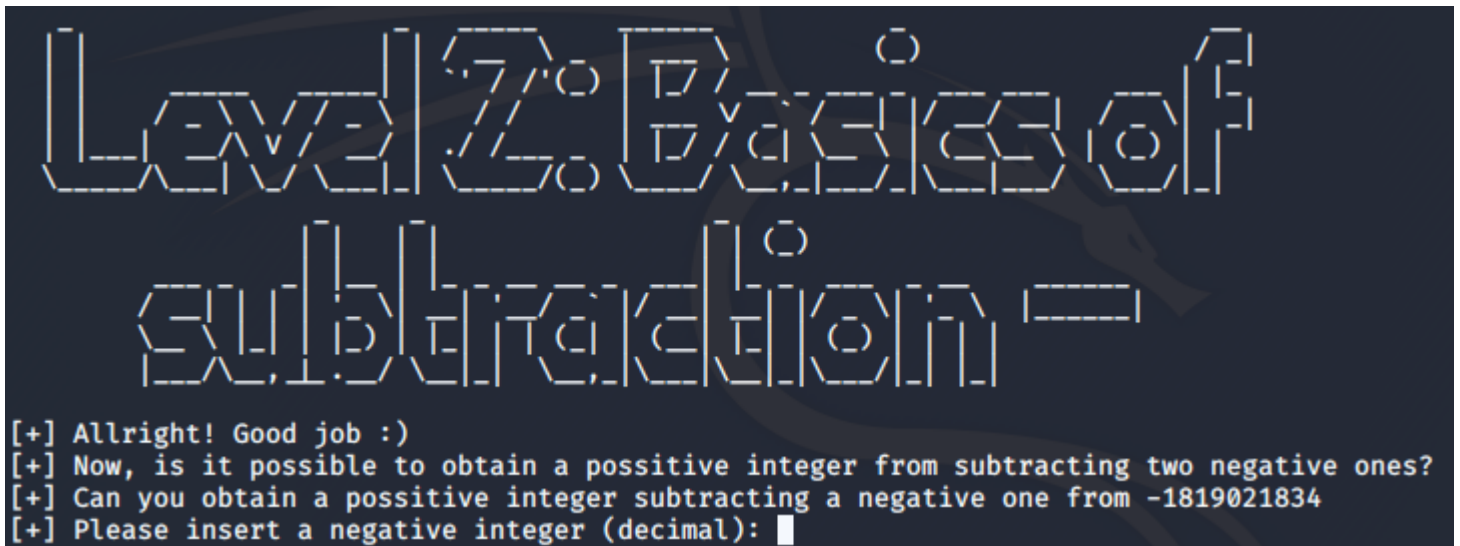 Level 2: Basics of
subtraction -
[+] Allright! Good job :)
[+] Now, is it possible to obtain a possitive integer from subtracting two negative ones?
[+] Can you obtain a possitive integer subtracting a negative one from -1819021834
[+] Please insert a negative integer (decimal):